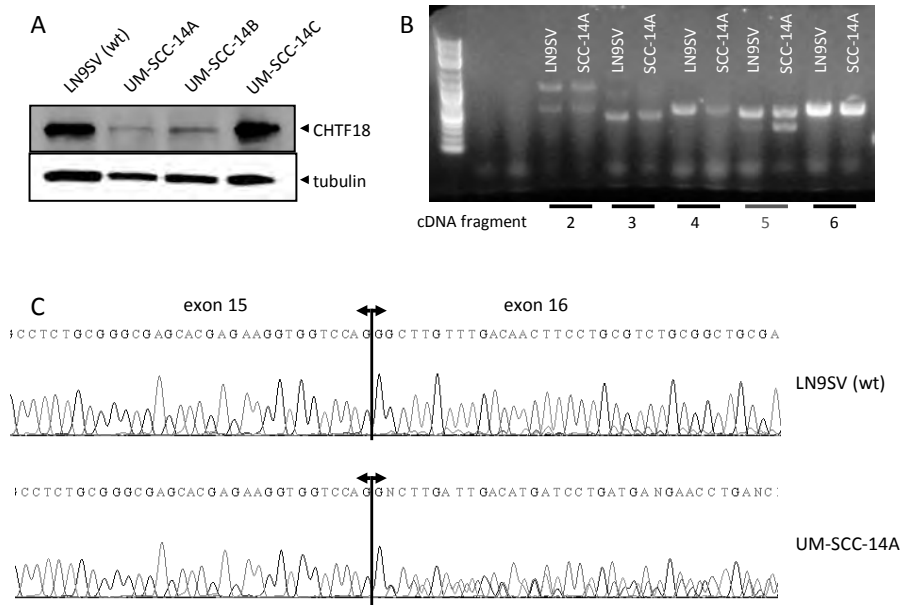 A
LN9SV (wt)
UM-SCC-14A
UM-SCC-14B
UM-SCC-14C
CHTF18
tubulin
B
LN9SV
SCC-14A
LN9SV
SCC-14A
LN9SV
SCC-14A
LN9SV
SCC-14A
LN9SV
SCC-14A
cDNA fragment 2 3 4 5 6
C
exon 15 exon 16
GCCTCTGCGGGCGAGCACGAGAAGGTGGTCCAGGGCTTGTTTGACAACTTCCTGCGTCTGCGGCTGCGA
LN9SV (wt)
GCCTCTGCGGGCGAGCACGAGAAGGTGGTCCAGGNCTTGATTGACATGATCCTGATGANGAACCTGANC
UM-SCC-14A